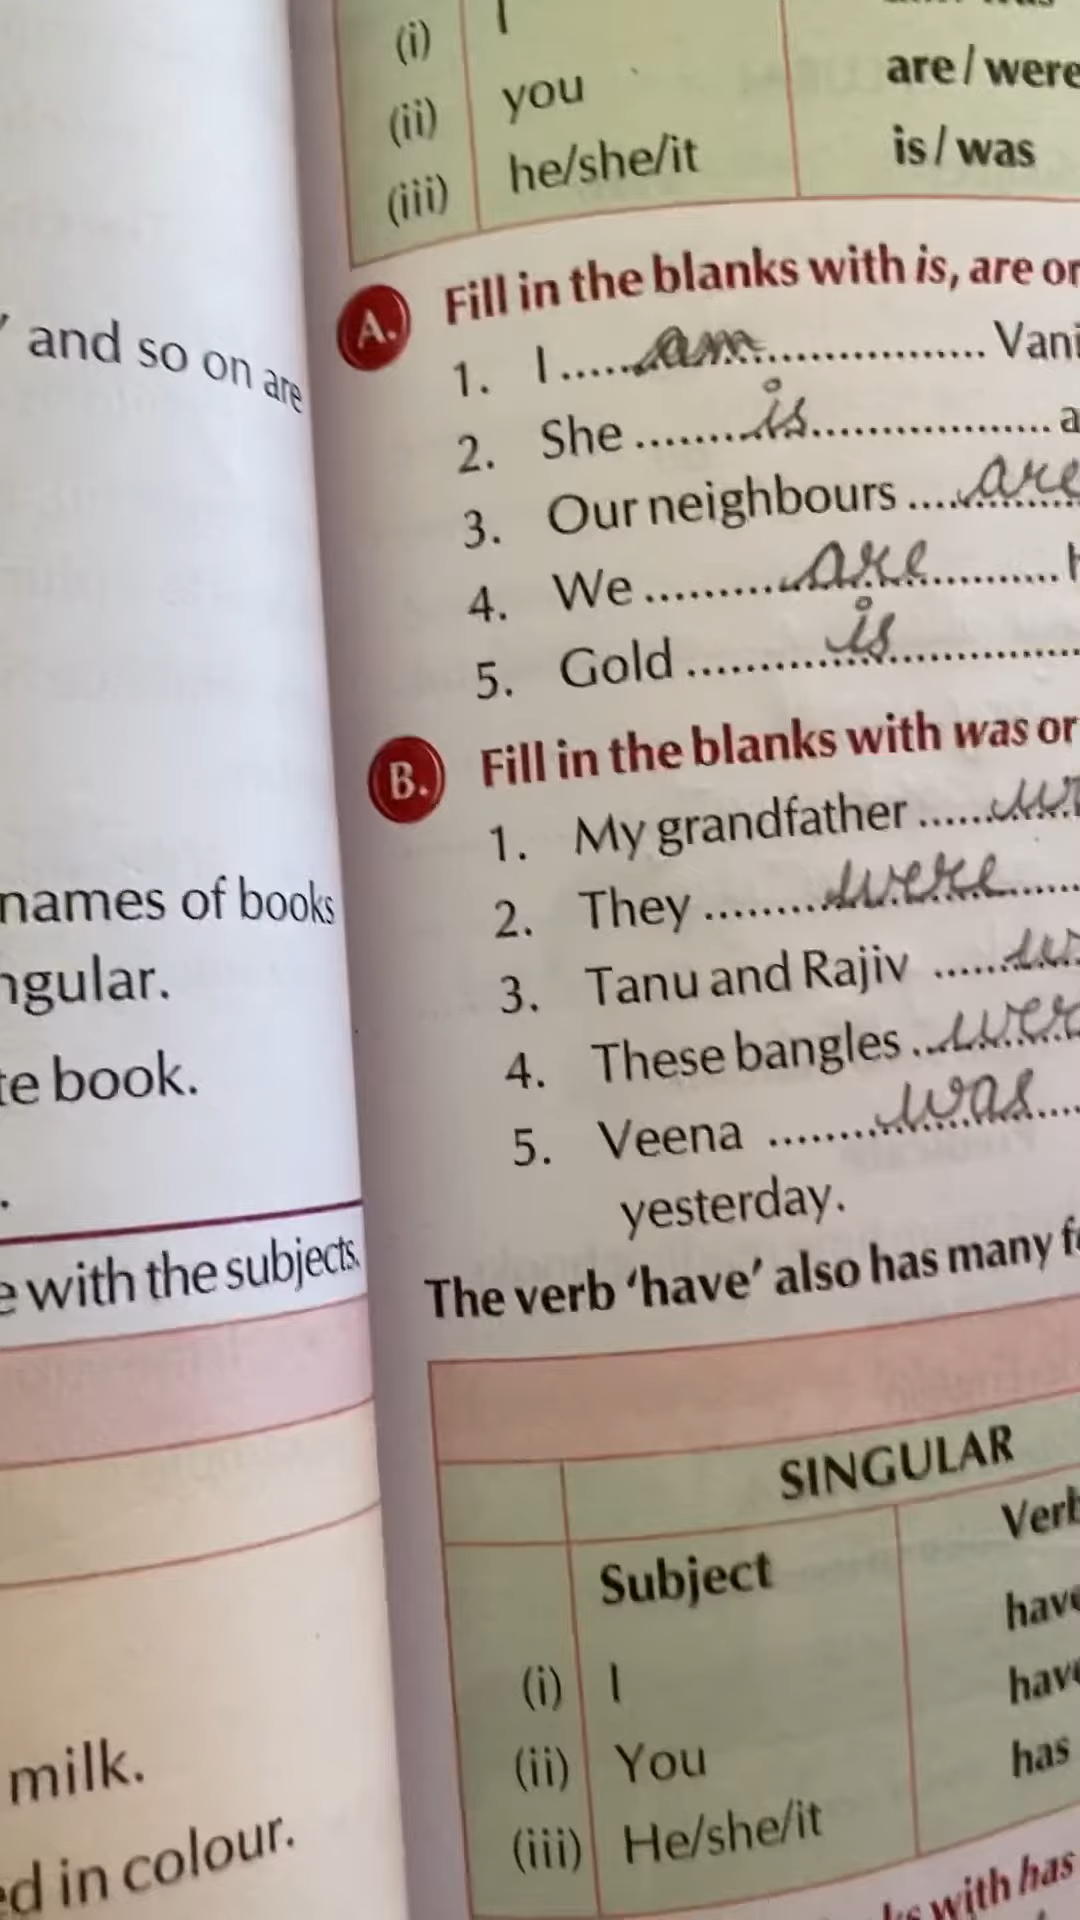 and so on are
names of books
te book.
with the subjects.
milk.
in colour.
(i) I
(ii) you are / were
(iii) he/she/it is / was
A. Fill in the blanks with is, are or
1. I ...... am .................. Vani
2. She ........ is ................... a
3. Our neighbours .... are
4. We ......... are ...........
5. Gold ............ is ................
B. Fill in the blanks with was or
1. My grandfather ......
2. They ........ were ......
3. Tanu and Rajiv ......
4. These bangles ...
5. Veena ........ was ....
yesterday.
The verb ‘have’ also has many
SINGULAR
Subject
(i) I
(ii) You
(iii) He/she/it
has
with has